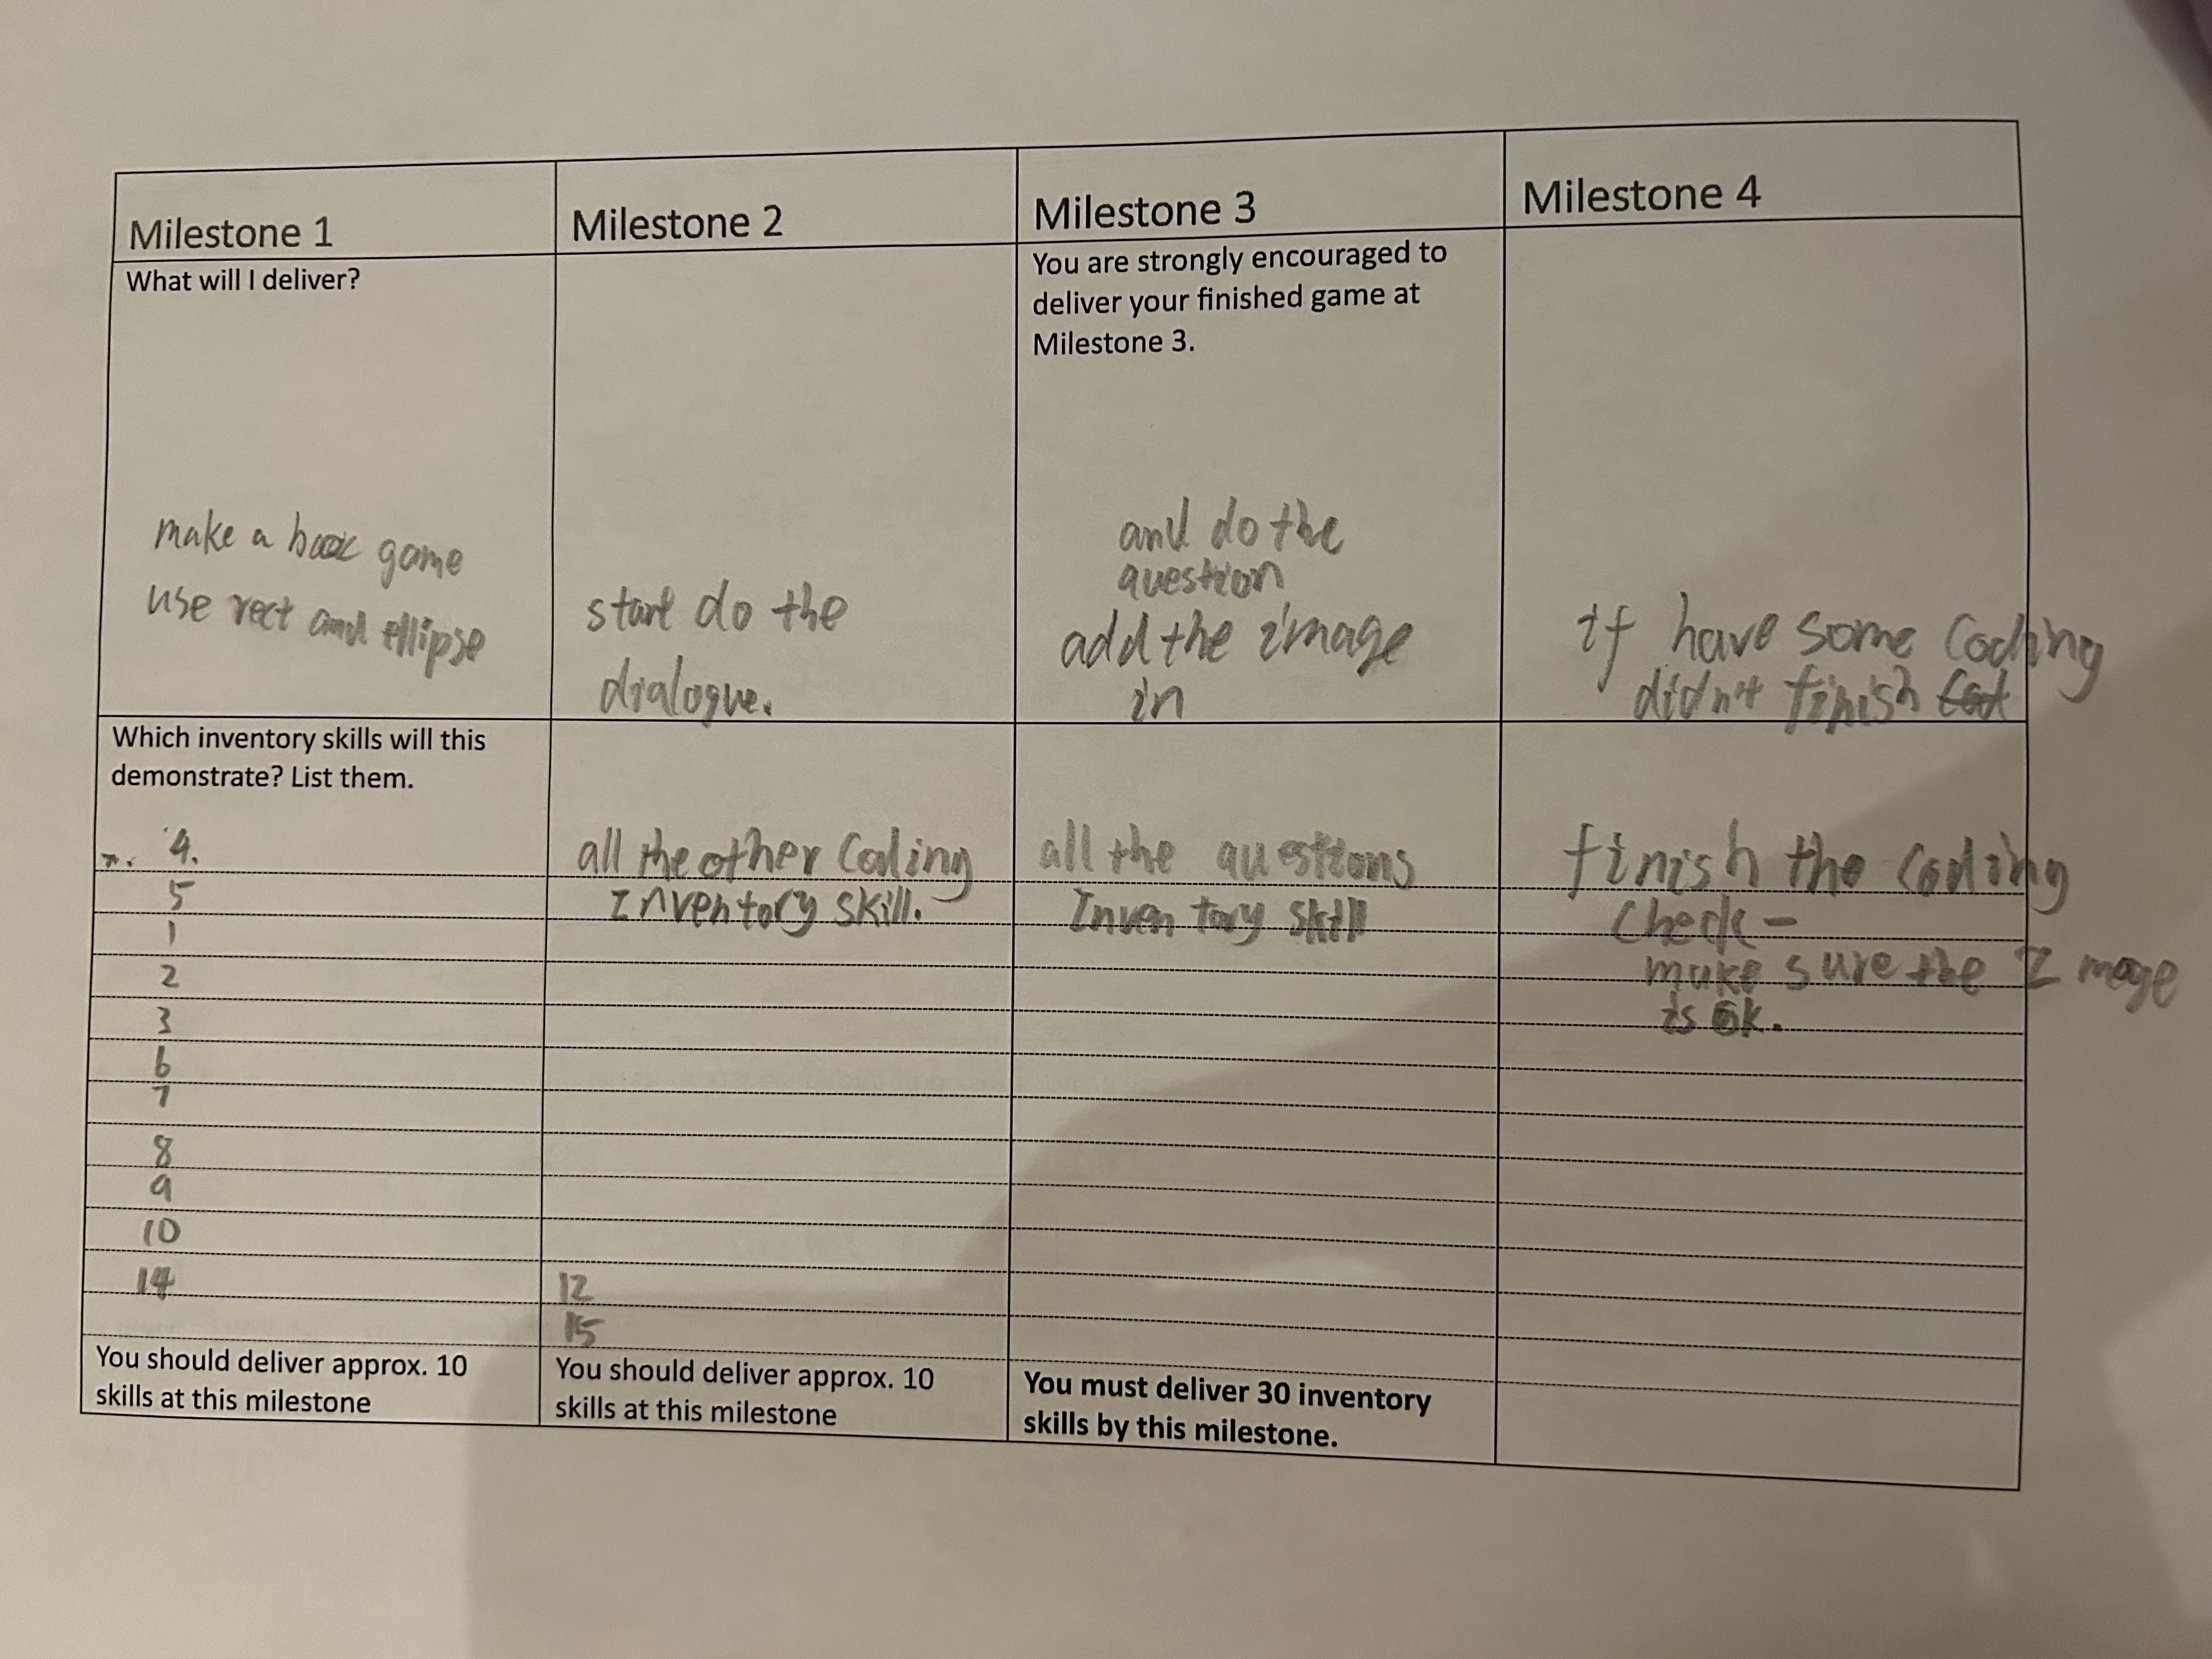 Milestone 1
Milestone 2
Milestone 3
Milestone 4
What will I deliver?
make a book game
use rect and ellipse
start do the
dialogue.
You are strongly encouraged to
deliver your finished game at
Milestone 3.
and do the
question
add the image
in
if have some coding
didn't finish
Which inventory skills will this
demonstrate? List them.
4.
5
1
2
3
6
7
8
9
10
14
all the other Coding
Inventory skill.
12
15
all the questions
Inventory skill
finish the coding
Check -
make sure the Image
is ok.
You should deliver approx. 10
skills at this milestone
You should deliver approx. 10
skills at this milestone
You must deliver 30 inventory
skills by this milestone.